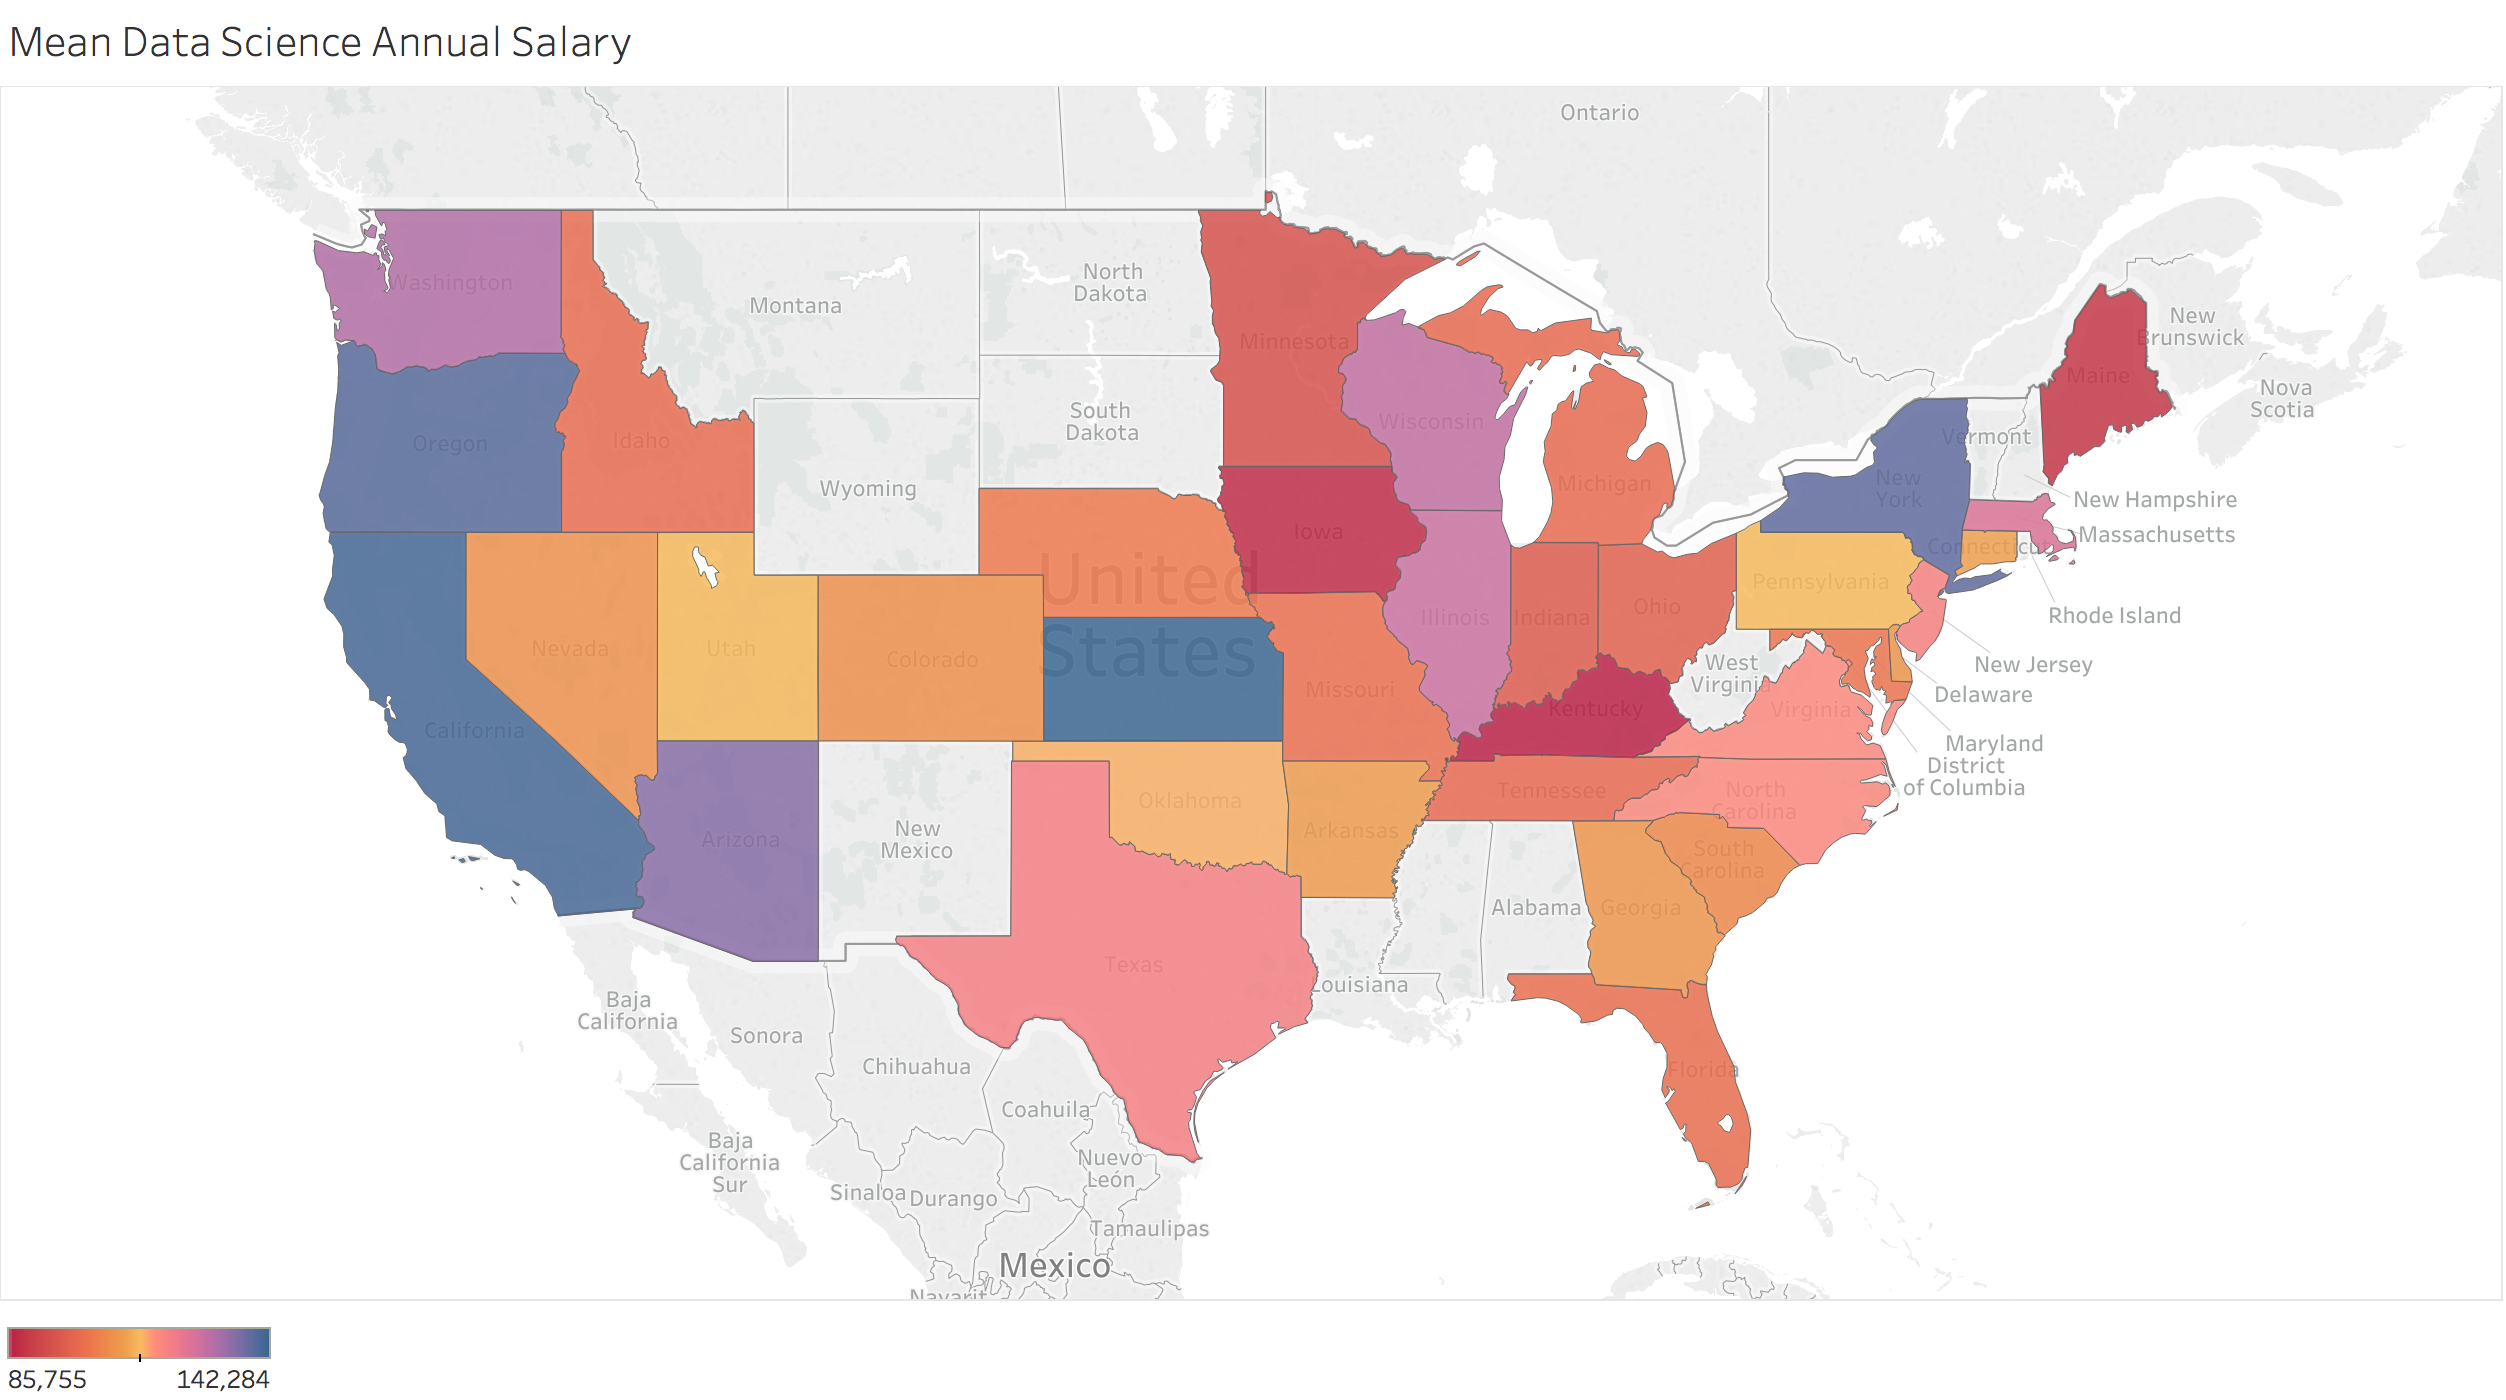 Mean Data Science Annual Salary
Ontario
Washington
Montana
North
Dakota
Minnesota
New
Brunswick
Maine
Nova
Scotia
South
Dakota
Wisconsin
Oregon
Idaho
Vermont
Wyoming
Michigan
New
York
New Hampshire
Iowa
Massachusetts
Connecticut
United
States
Pennsylvania
Ohio
Indiana
Illinois
Rhode Island
Nevada
Utah
Colorado
West
Virginia
New Jersey
Missouri
Delaware
Kentucky
Virginia
California
Maryland
District
of Columbia
Tennessee
North
Carolina
Oklahoma
Arkansas
Arizona
New
Mexico
South
Carolina
Alabama
Georgia
Texas
Louisiana
Baja
California
Sonora
Chihuahua
Florida
Coahuila
Baja
California
Sur
Nuevo
León
Sinaloa
Durango
Tamaulipas
Mexico
Nayarit
85,755
142,284